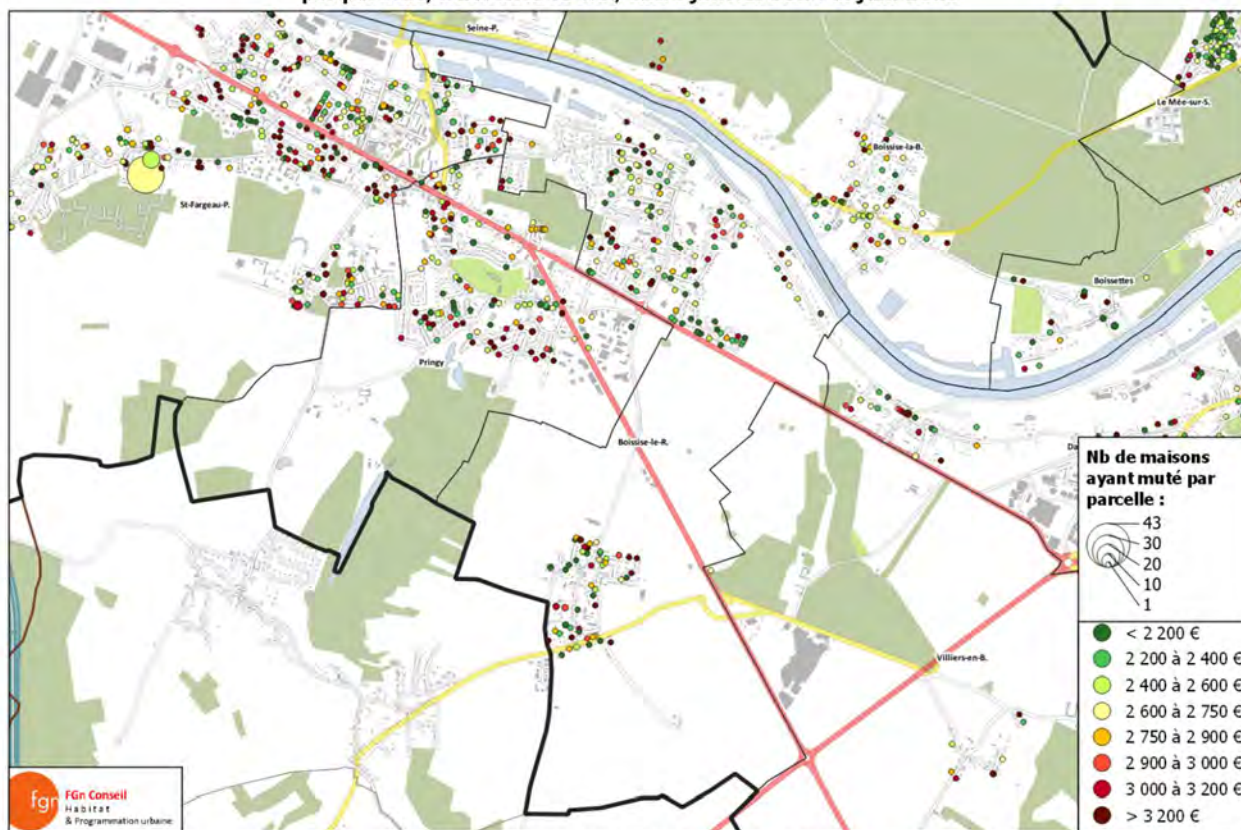 Seine-P.
Le Mée-sur-S.
Boissise-la-B.
St-Fargeau-P.
Boissettes
Pringy
Boissise-le-R.
Da
Villiers-en-B.
Nb de maisons
ayant muté par
parcelle :
43
30
20
10
1
< 2 200 €
2 200 à 2 400 €
2 400 à 2 600 €
2 600 à 2 750 €
2 750 à 2 900 €
2 900 à 3 000 €
3 000 à 3 200 €
> 3 200 €
fgn
FGn Conseil
Habitat
& Programmation urbaine